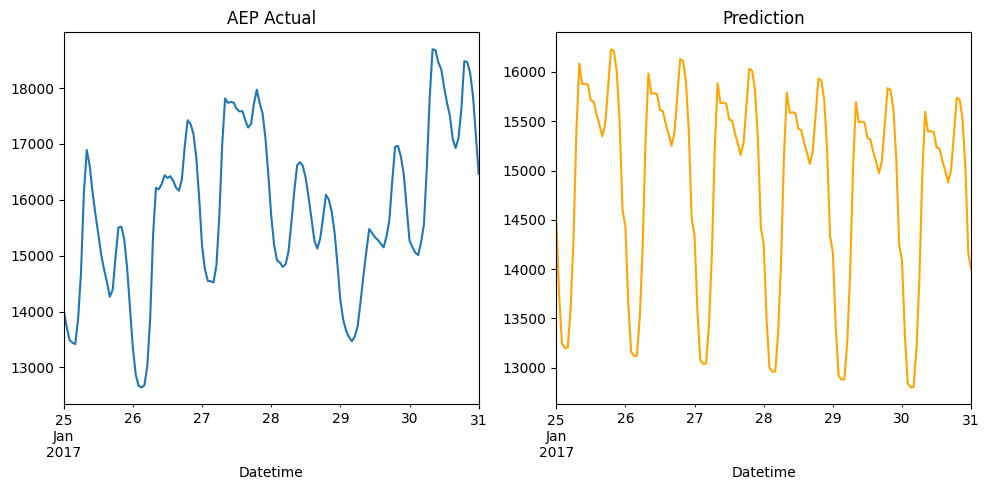 AEP Actual
18000
17000
16000
15000
14000
13000
25 26 27 28 29 30 31
Jan
2017
Datetime
Prediction
16000
15500
15000
14500
14000
13500
13000
25 26 27 28 29 30 31
Jan
2017
Datetime